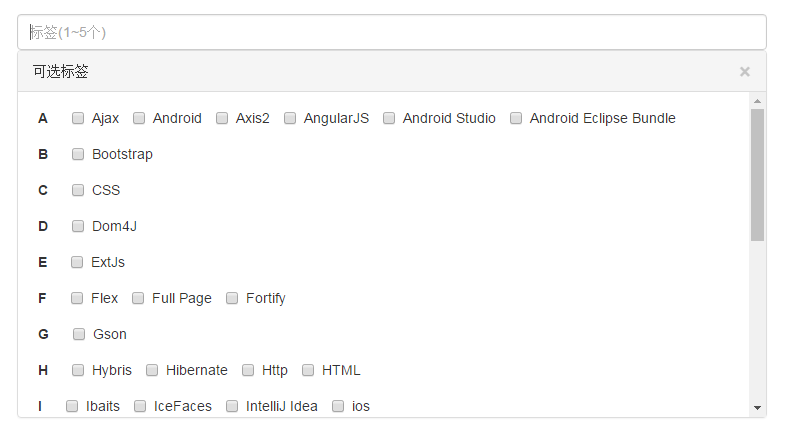 标签(1~5个)
可选标签 ×
A Ajax Android Axis2 AngularJS Android Studio Android Eclipse Bundle
B Bootstrap
C CSS
D Dom4J
E ExtJs
F Flex Full Page Fortify
G Gson
H Hybris Hibernate Http HTML
I Ibaits IceFaces IntelliJ Idea ios